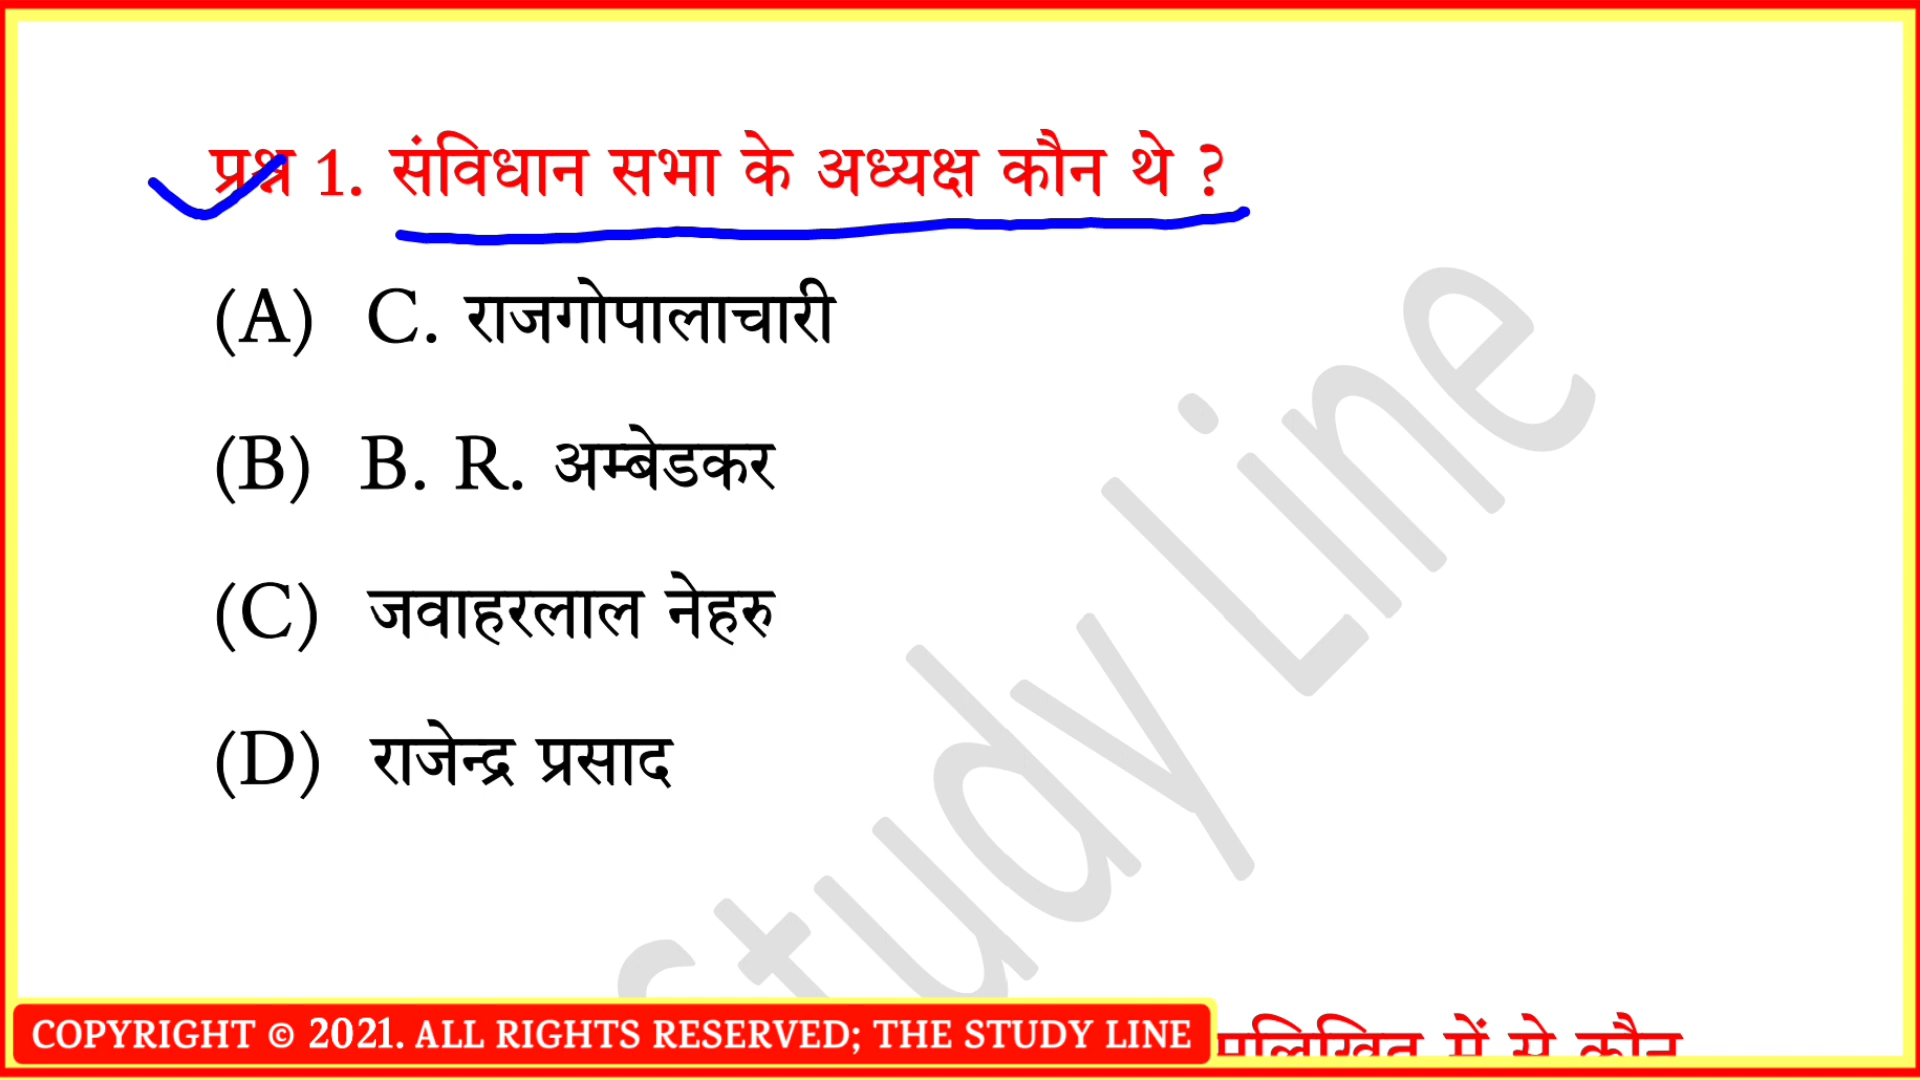 प्रश्न 1. संविधान सभा के अध्यक्ष कौन थे ?
(A) C. राजगोपालाचारी
(B) B. R. अम्बेडकर
(C) जवाहरलाल नेहरु
(D) राजेन्द्र प्रसाद
Study Line
COPYRIGHT © 2021. ALL RIGHTS RESERVED; THE STUDY LINE
में से कौन